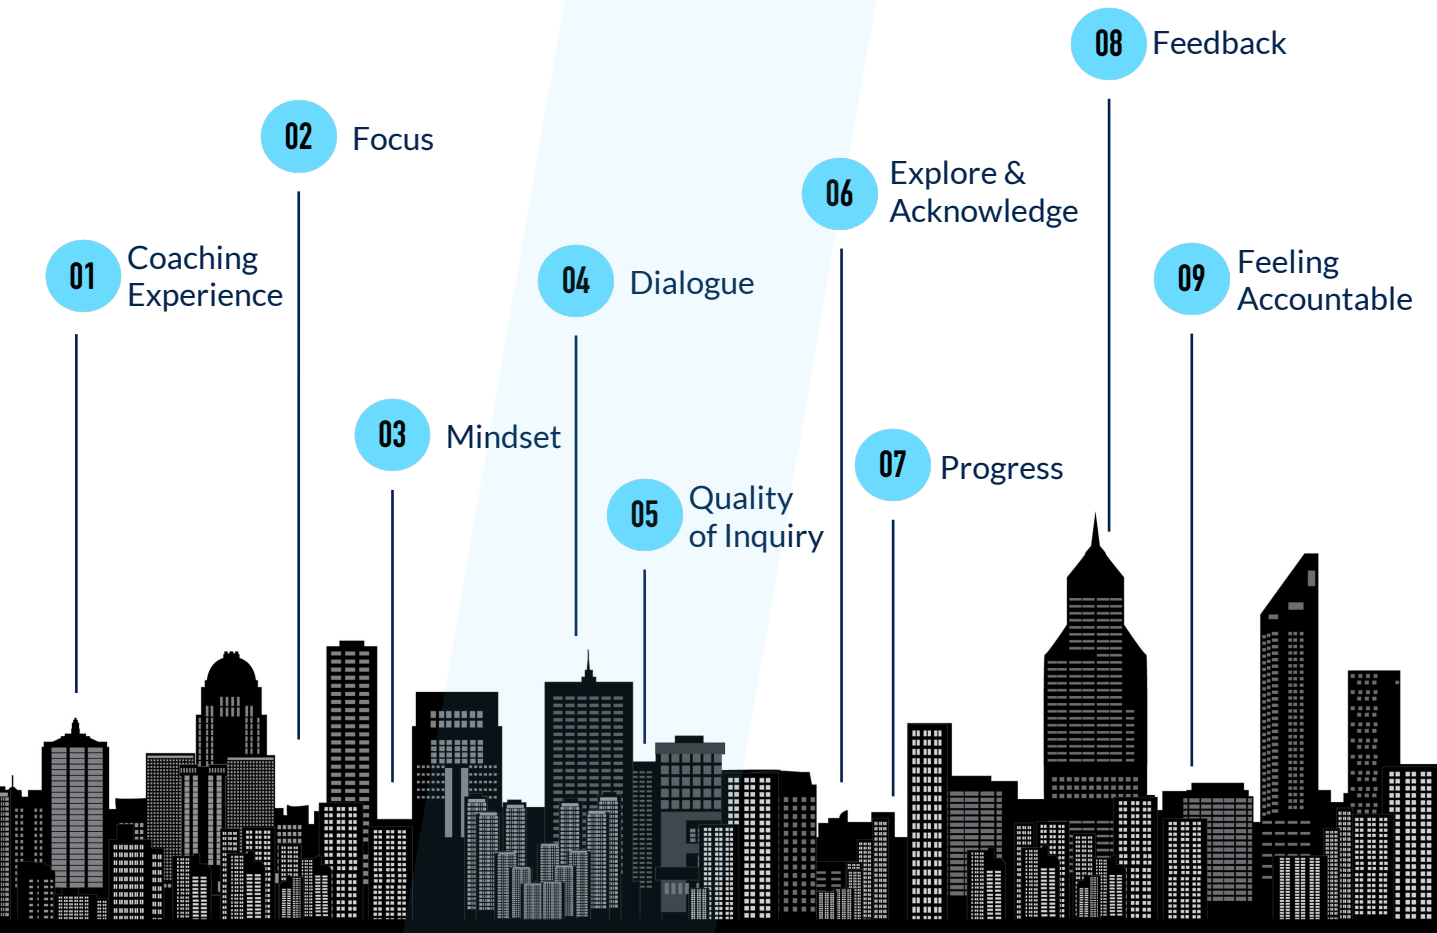 01
Coaching
Experience
02
Focus
03
Mindset
04
Dialogue
05
Quality
of Inquiry
06
Explore &
Acknowledge
07
Progress
08
Feedback
09
Feeling
Accountable